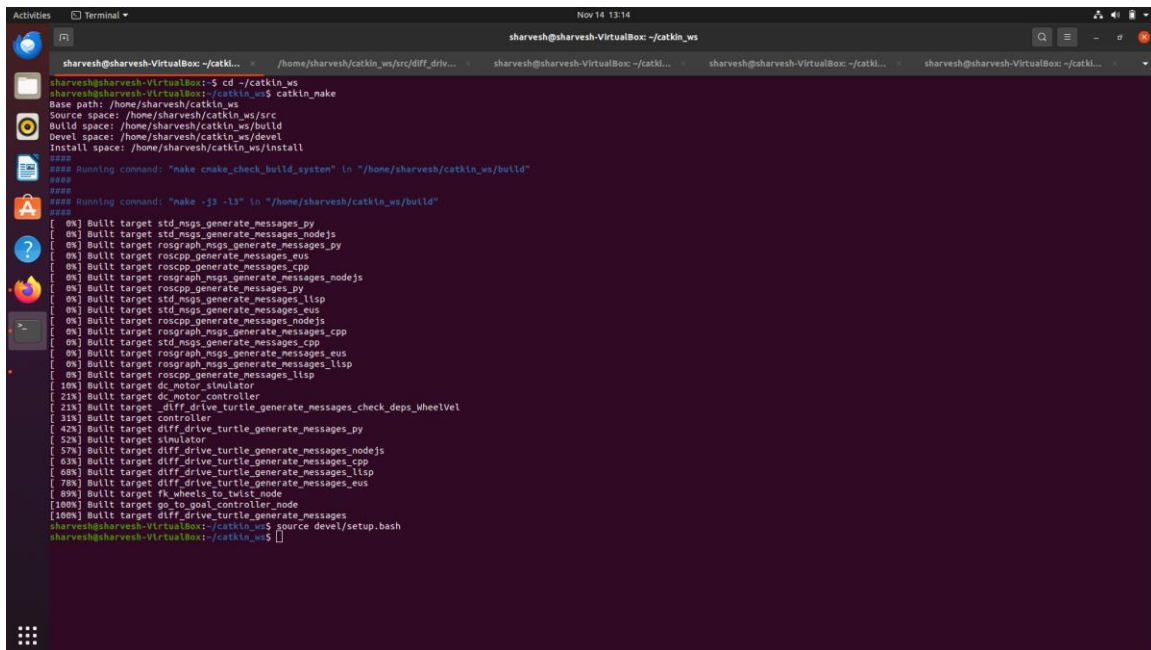 Activities
Terminal
Nov 14 13:14
sharvesh@sharvesh-VirtualBox: ~/catkin_ws
sharvesh@sharvesh-VirtualBox: ~/catki...
/home/sharvesh/catkin_ws/src/diff_driv...
sharvesh@sharvesh-VirtualBox: ~/catki...
sharvesh@sharvesh-VirtualBox: ~/catki...
sharvesh@sharvesh-VirtualBox: ~/catki...
sharvesh@sharvesh-VirtualBox:~$ cd ~/catkin_ws
sharvesh@sharvesh-VirtualBox:~/catkin_ws$ catkin_make
Base path: /home/sharvesh/catkin_ws
Source space: /home/sharvesh/catkin_ws/src
Build space: /home/sharvesh/catkin_ws/build
Devel space: /home/sharvesh/catkin_ws/devel
Install space: /home/sharvesh/catkin_ws/install
####
#### Running command: "make cmake_check_build_system" in "/home/sharvesh/catkin_ws/build"
####
####
#### Running command: "make -j3 -l3" in "/home/sharvesh/catkin_ws/build"
####
[  0%] Built target std_msgs_generate_messages_py
[  0%] Built target std_msgs_generate_messages_nodejs
[  0%] Built target rosgraph_msgs_generate_messages_py
[  0%] Built target roscpp_generate_messages_eus
[  0%] Built target roscpp_generate_messages_cpp
[  0%] Built target rosgraph_msgs_generate_messages_nodejs
[  0%] Built target roscpp_generate_messages_py
[  0%] Built target std_msgs_generate_messages_lisp
[  0%] Built target std_msgs_generate_messages_eus
[  0%] Built target roscpp_generate_messages_nodejs
[  0%] Built target rosgraph_msgs_generate_messages_cpp
[  0%] Built target std_msgs_generate_messages_cpp
[  0%] Built target rosgraph_msgs_generate_messages_eus
[  0%] Built target rosgraph_msgs_generate_messages_lisp
[  0%] Built target roscpp_generate_messages_lisp
[ 10%] Built target dc_motor_simulator
[ 21%] Built target dc_motor_controller
[ 21%] Built target _diff_drive_turtle_generate_messages_check_deps_WheelVel
[ 31%] Built target controller
[ 42%] Built target diff_drive_turtle_generate_messages_py
[ 52%] Built target simulator
[ 57%] Built target diff_drive_turtle_generate_messages_nodejs
[ 63%] Built target diff_drive_turtle_generate_messages_cpp
[ 68%] Built target diff_drive_turtle_generate_messages_lisp
[ 78%] Built target diff_drive_turtle_generate_messages_eus
[ 89%] Built target fk_wheels_to_twist_node
[100%] Built target go_to_goal_controller_node
[100%] Built target diff_drive_turtle_generate_messages
sharvesh@sharvesh-VirtualBox:~/catkin_ws$ source devel/setup.bash
sharvesh@sharvesh-VirtualBox:~/catkin_ws$